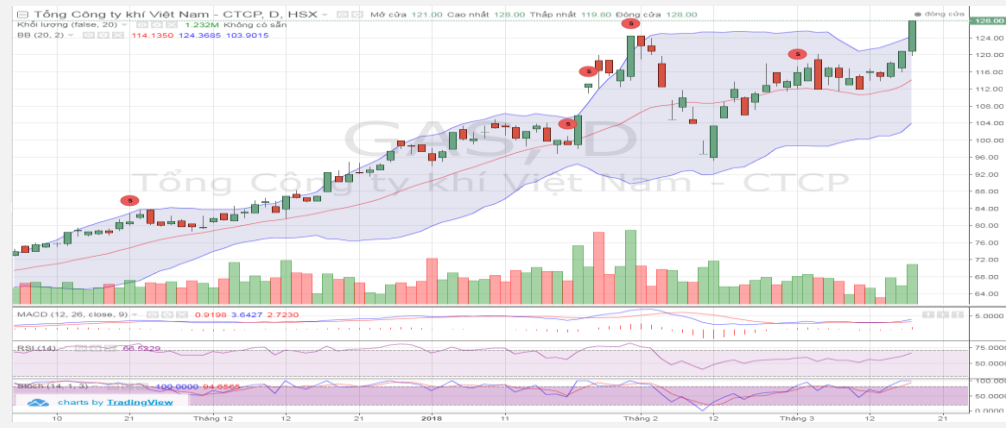 Tổng Công ty khí Việt Nam - CTCP, D, HSX Mở cửa 121.00 Cao nhất 128.00 Thấp nhất 119.80 Đóng cửa 128.00
đóng cửa
Khối lượng (false, 20) 1.232M Không có sẵn
BB (20, 2) 114.1350 124.3685 103.9015
128.00
124.00
120.00
116.00
112.00
108.00
104.00
100.00
96.00
92.00
88.00
84.00
80.00
76.00
72.00
68.00
64.00
S
S
S
S
S
GAS, D
Tổng Công ty khí Việt Nam - CTCP
MACD (12, 26, close, 9) 0.9198 3.6427 2.7230
5.0000
RSI (14) 66.5229
75.0000
50.0000
Stoch (14, 1, 3) 100.0000 94.6565
100.0000
50.0000
0.0000
charts by TradingView
10 21 Tháng 12 12 21 2018 11 Tháng 2 12 Tháng 3 12 21